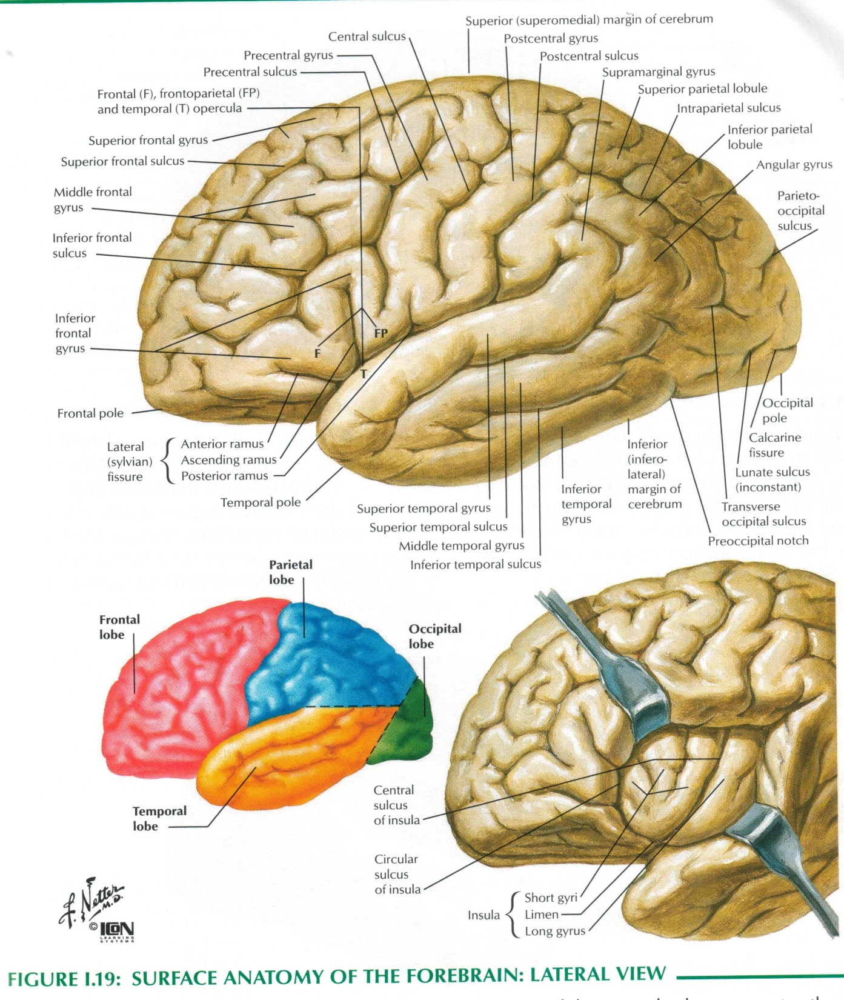 Superior (superomedial) margin of cerebrum
Central sulcus
Postcentral gyrus
Precentral gyrus
Postcentral sulcus
Precentral sulcus
Supramarginal gyrus
Frontal (F), frontoparietal (FP)
and temporal (T) opercula
Superior parietal lobule
Intraparietal sulcus
Superior frontal gyrus
Inferior parietal
lobule
Superior frontal sulcus
Angular gyrus
Middle frontal
gyrus
Parieto-
occipital
sulcus
Inferior frontal
sulcus
Inferior
frontal
gyrus
FP
F
T
Frontal pole
Occipital
pole
Lateral
(sylvian)
fissure
Anterior ramus
Ascending ramus
Posterior ramus
Calcarine
fissure
Inferior
(infero-
lateral)
margin of
cerebrum
Lunate sulcus
(inconstant)
Temporal pole
Inferior
temporal
gyrus
Superior temporal gyrus
Transverse
occipital sulcus
Superior temporal sulcus
Preoccipital notch
Middle temporal gyrus
Inferior temporal sulcus
Parietal
lobe
Frontal
lobe
Occipital
lobe
Temporal
lobe
Central
sulcus
of insula
Circular
sulcus
of insula
Insula
Short gyri
Limen
Long gyrus
F. Netter
M.D.
© ICON
LEARNING
SYSTEMS
FIGURE I.19: SURFACE ANATOMY OF THE FOREBRAIN: LATERAL VIEW